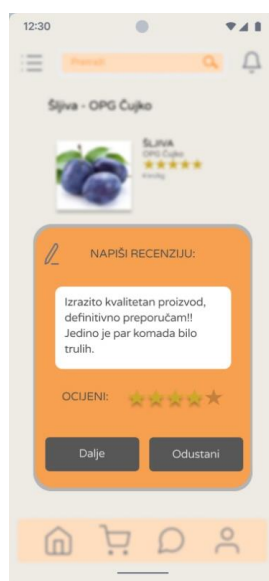 12:30
Pretraži
Šljiva - OPG Čujko
ŠLJIVA
OPG Čujko
NAPIŠI RECENZIJU:
Izrazito kvalitetan proizvod,
definitivno preporučam!!
Jedino je par komada bilo
trulih.
OCIJENI:
Dalje
Odustani